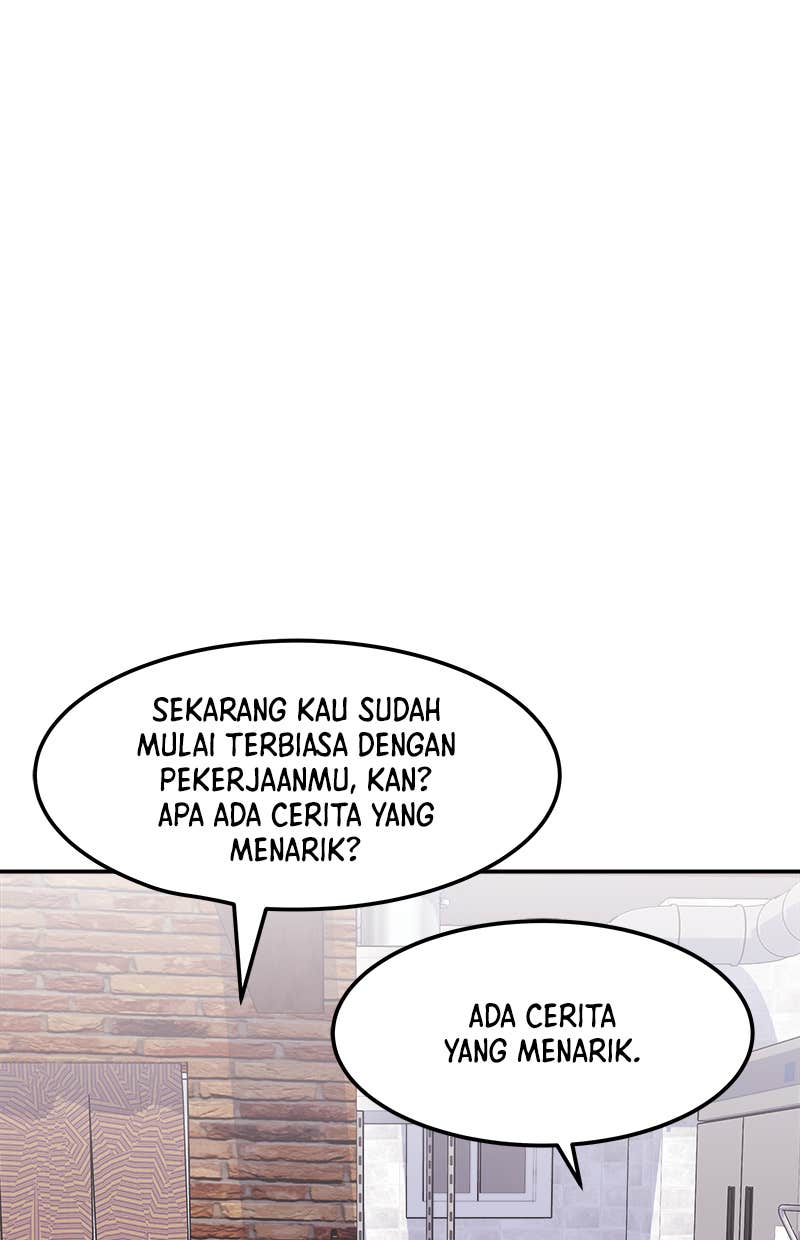 SEKARANG KAU SUDAH
MULAI TERBIASA DENGAN
PEKERJAANMU, KAN?
APA ADA CERITA YANG
MENARIK?
ADA CERITA
YANG MENARIK.